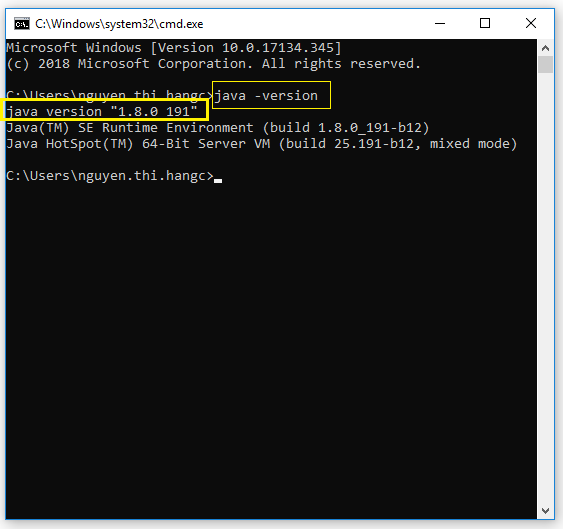 C:\Windows\system32\cmd.exe
Microsoft Windows [Version 10.0.17134.345]
(c) 2018 Microsoft Corporation. All rights reserved.
C:\Users\nguyen.thi.hangc>java -version
java version "1.8.0_191"
Java(TM) SE Runtime Environment (build 1.8.0_191-b12)
Java HotSpot(TM) 64-Bit Server VM (build 25.191-b12, mixed mode)
C:\Users\nguyen.thi.hangc>